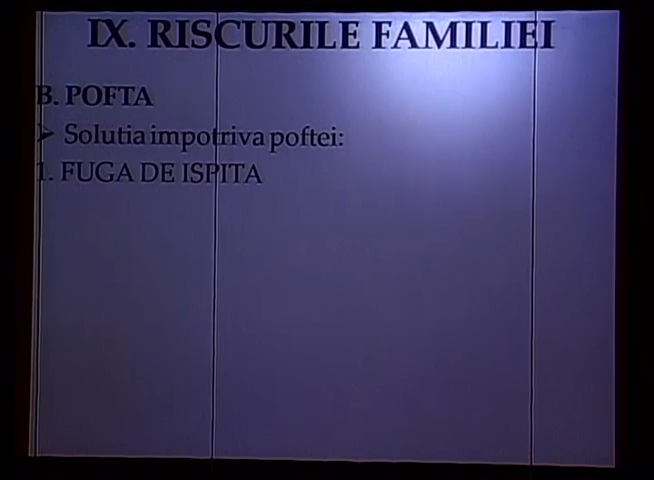 IX. RISCURILE FAMILIEI
B. POFTA
➢ Solutia impotriva poftei:
1. FUGA DE ISPITA